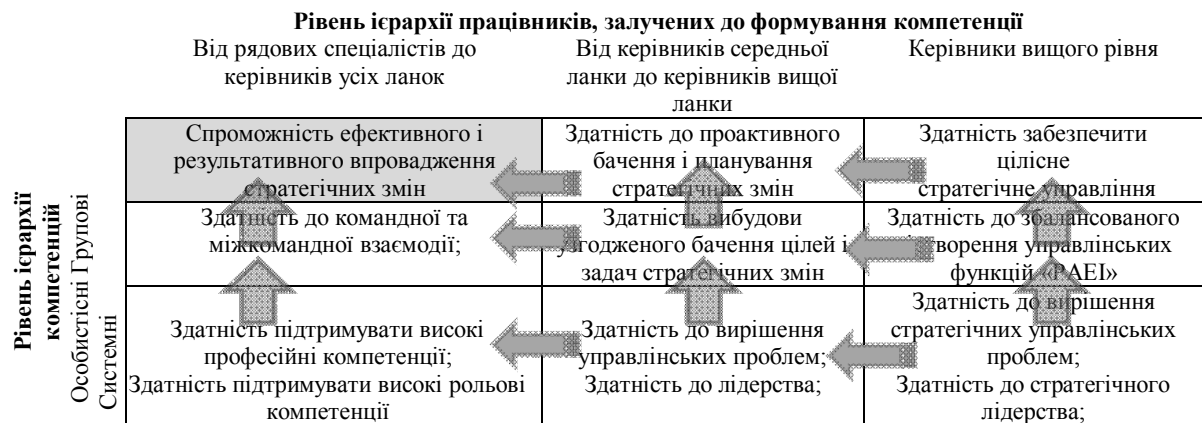 Рівень ієрархії працівників, залучених до формування компетенції
Від рядових спеціалістів до
керівників усіх ланок
Від керівників середньої
ланки до керівників вищої
ланки
Керівники вищого рівня
Рівень ієрархії
компетенцій
Особистісні Групові
Системні
Спроможність ефективного і
результативного впровадження
стратегічних змін
Здатність до проактивного
бачення і планування
стратегічних змін
Здатність забезпечити
цілісне
стратегічне управління
Здатність до командної та
міжкомандної взаємодії;
Здатність вибудови
узгодженого бачення цілей і
задач стратегічних змін
Здатність до збалансованого
управлінських
функцій «PAEI»
Здатність підтримувати високі
професійні компетенції;
Здатність підтримувати високі рольові
компетенції
Здатність до вирішення
управлінських проблем;
Здатність до лідерства;
Здатність до вирішення
стратегічних управлінських
проблем;
Здатність до стратегічного
лідерства;